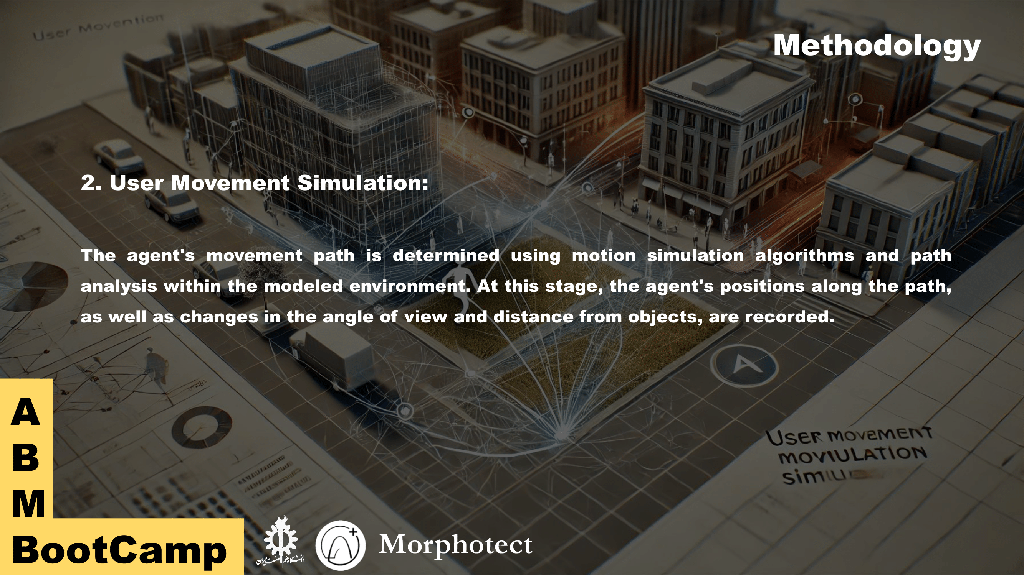 User Movention
Methodology
2. User Movement Simulation:
The agent's movement path is determined using motion simulation algorithms and path
analysis within the modeled environment. At this stage, the agent's positions along the path,
as well as changes in the angle of view and distance from objects, are recorded.
USER MOVEMENT
MOVIULATION
A
B
M
BootCamp
Morphotect